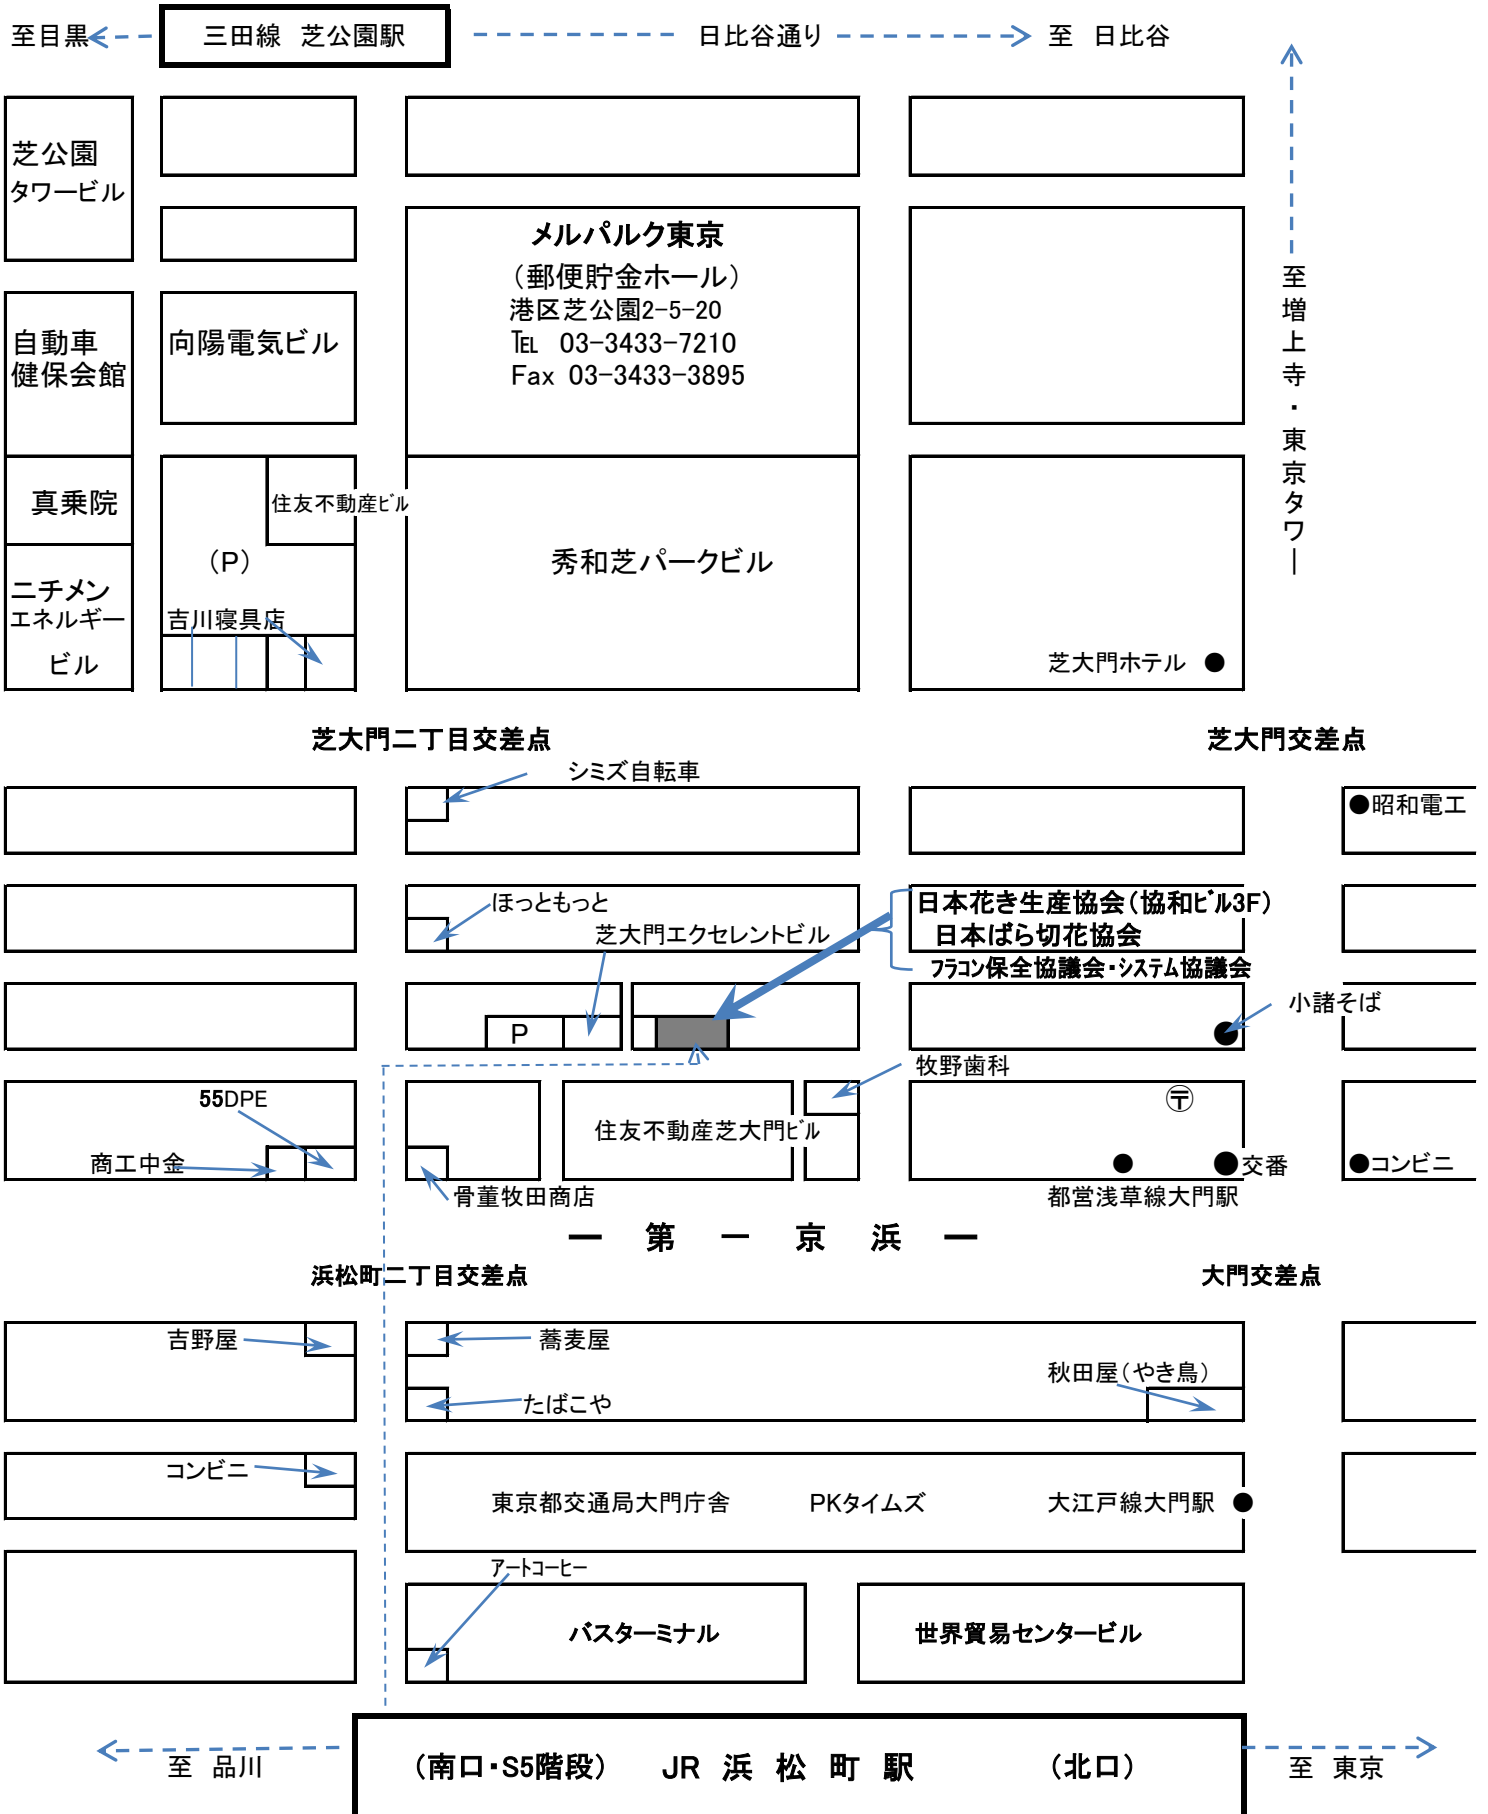 至目黒
三田線　芝公園駅
日比谷通り
至　日比谷
芝公園
タワービル
メルパルク東京
（郵便貯金ホール）
港区芝公園2-5-20
℡　03-3433-7210
Fax　03-3433-3895
至増上寺・東京タワー
自動車
健保会館
向陽電気ビル
真乗院
住友不動産ビル
（P）
秀和芝パークビル
ニチメン
エネルギー
ビル
吉川寝具店
芝大門ホテル　●
芝大門二丁目交差点
芝大門交差点
シミズ自転車
●昭和電工
ほっともっと
芝大門エクセレントビル
日本花き生産協会（協和ビル3F）
日本ばら切花協会
フラコン保全協議会・システム協議会
小諸そば
P
牧野歯科
55DPE
〶
住友不動産芝大門ビル
商工中金
●交番
●コンビニ
骨董牧田商店
都営浅草線大門駅
ー　第　一　京　浜　ー
浜松町二丁目交差点
大門交差点
吉野屋
蕎麦屋
秋田屋（やき鳥）
たばこや
コンビニ
東京都交通局大門庁舎
PKタイムズ
大江戸線大門駅　●
アートコーヒー
バスターミナル
世界貿易センタービル
至　品川
（南口・S5階段）　JR　浜　松　町　駅　（北口）
至　東京